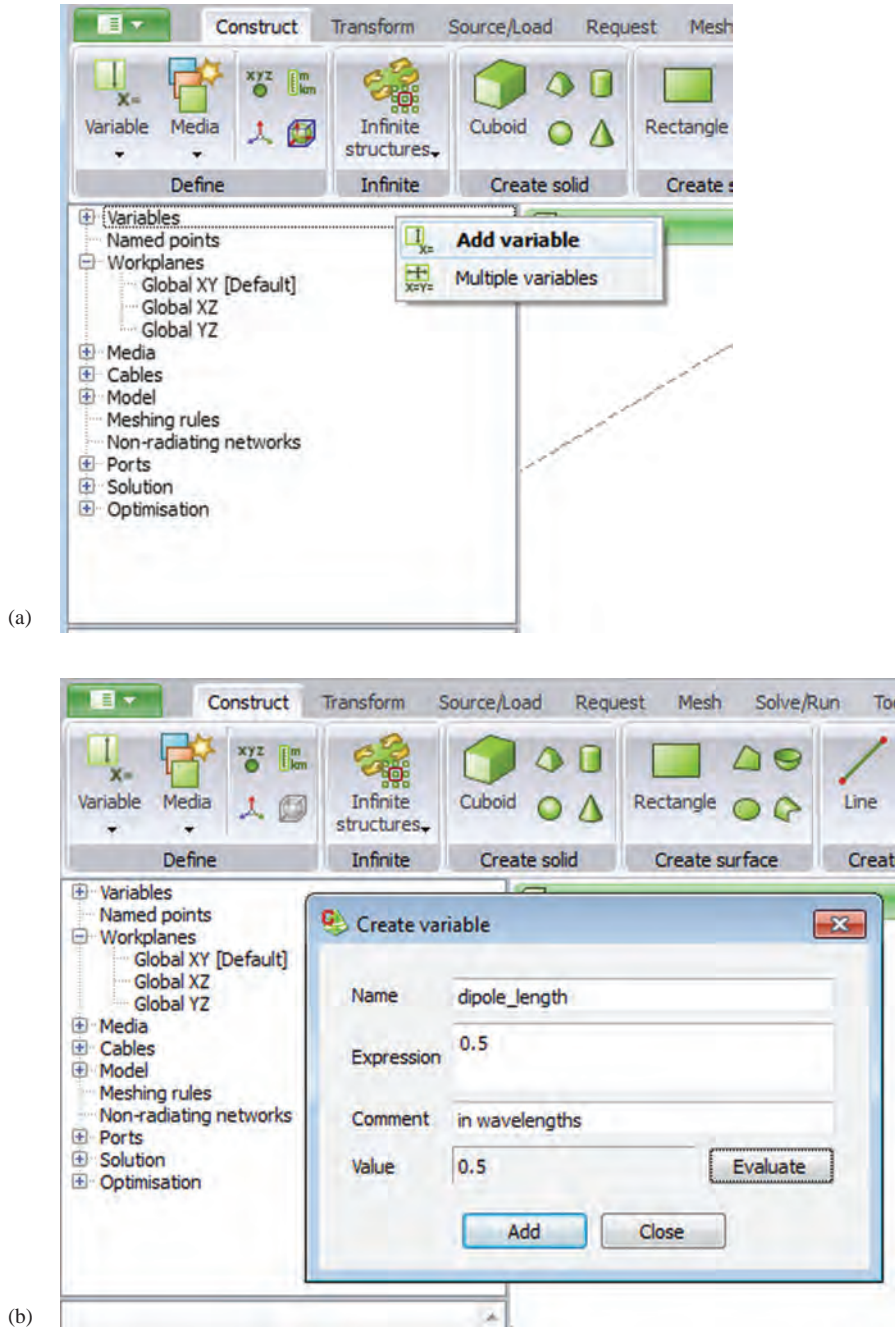 Construct Transform Source/Load Request Mesh
xyz m km
X=
Variable Media Infinite structures Cuboid Rectangle
Define Infinite Create solid Create s
Variables
Named points
Workplanes
Global XY [Default]
Global XZ
Global YZ
Media
Cables
Model
Meshing rules
Non-radiating networks
Ports
Solution
Optimisation
X= Add variable
X=Y= Multiple variables
(a)
Construct Transform Source/Load Request Mesh Solve/Run Too
xyz m km
X=
Variable Media Infinite structures Cuboid Rectangle Line
Define Infinite Create solid Create surface Creat
Variables
Named points
Workplanes
Global XY [Default]
Global XZ
Global YZ
Media
Cables
Model
Meshing rules
Non-radiating networks
Ports
Solution
Optimisation
Create variable
Name dipole_length
Expression 0.5
Comment in wavelengths
Value 0.5 Evaluate
Add Close
(b)